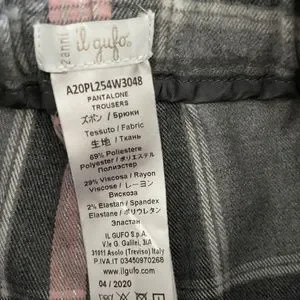 2 anni
il gufo®
A20PL254W3048
PANTALONE
TROUSERS
ズボン / Брюки
Tessuto / Fabric
生地 / Ткань
69% Poliestere
Polyester / ポリエステル
Полиэстер
29% Viscosa / Rayon
Viscose / レーヨン
Вискоза
2% Elastan / Spandex
Elastane / ポリウレタン
Эластан
IL GUFO S.p.A.
V.le G. Galilei, 3/A
31011 Asolo (Treviso) Italy
P.IVA IT 03450970268
www.ilgufo.com
04 / 2020